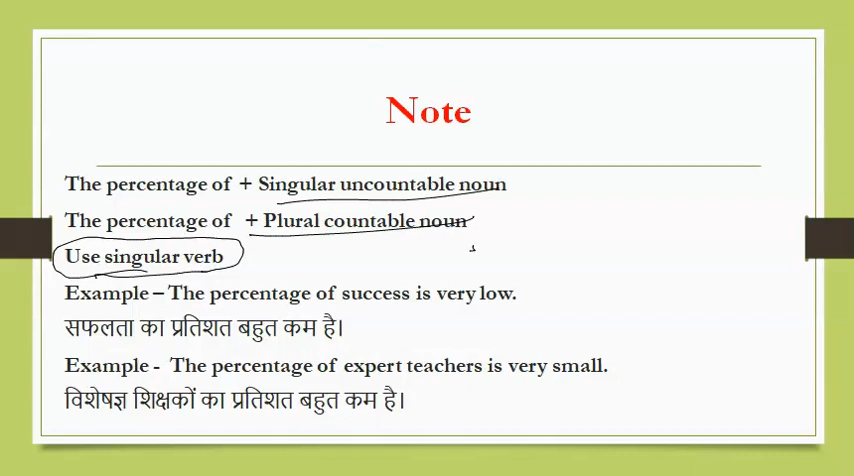 Note
The percentage of + Singular uncountable noun
The percentage of + Plural countable noun
Use singular verb
Example – The percentage of success is very low.
सफलता का प्रतिशत बहुत कम है।
Example - The percentage of expert teachers is very small.
विशेषज्ञ शिक्षकों का प्रतिशत बहुत कम है।